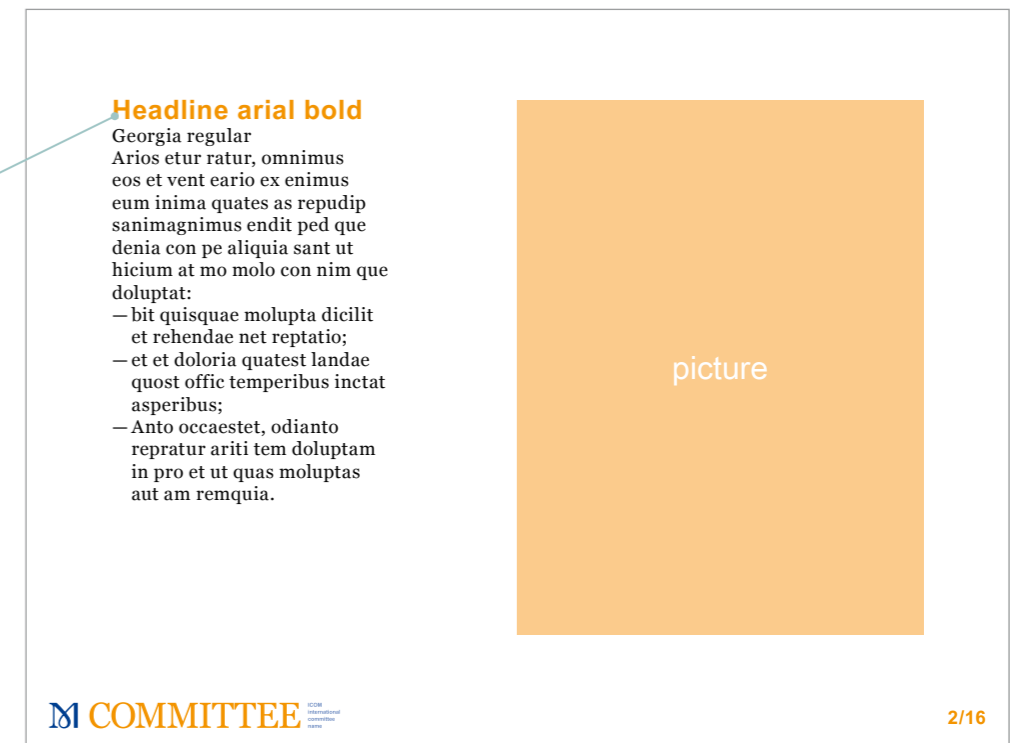 Headline arial bold
Georgia regular
Arios etur ratur, omnimus
eos et vent eario ex enimus
eum inima quates as repudip
sanimagnimus endit ped que
denia con pe aliquia sant ut
hicium at mo molo con nim que
doluptat:
— bit quisquae molupta dicilit
et rehendae net reptatio;
— et et doloria quatest landae
quost offic temperibus inctat
asperibus;
— Anto occaestet, odianto
repratur ariti tem doluptam
in pro et ut quas moluptas
aut am remquia.
picture
M COMMITTEE
ICOM
international
committee
name
2/16